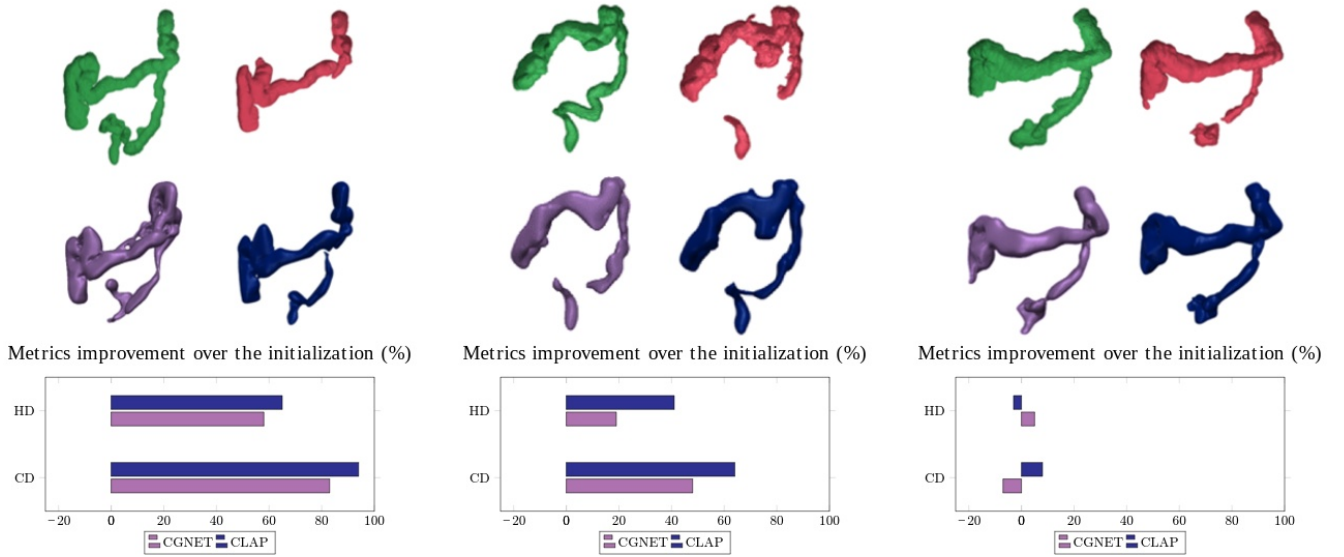 Metrics improvement over the initialization (%)
HD
CD
−20 0 20 40 60 80 100
CGNET CLAP
Metrics improvement over the initialization (%)
HD
CD
−20 0 20 40 60 80 100
CGNET CLAP
Metrics improvement over the initialization (%)
HD
CD
−20 0 20 40 60 80 100
CGNET CLAP